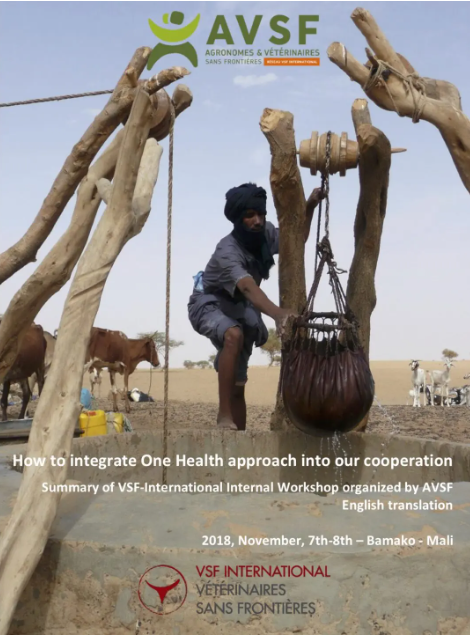 AVSF
AGRONOMES & VÉTÉRINAIRES
SANS FRONTIÈRES RÉSEAU VSF INTERNATIONAL
How to integrate One Health approach into our cooperation
Summary of VSF-International Internal Workshop organized by AVSF
English translation
2018, November, 7th-8th – Bamako - Mali
VSF INTERNATIONAL
VÉTÉRINAIRES
SANS FRONTIÈRES